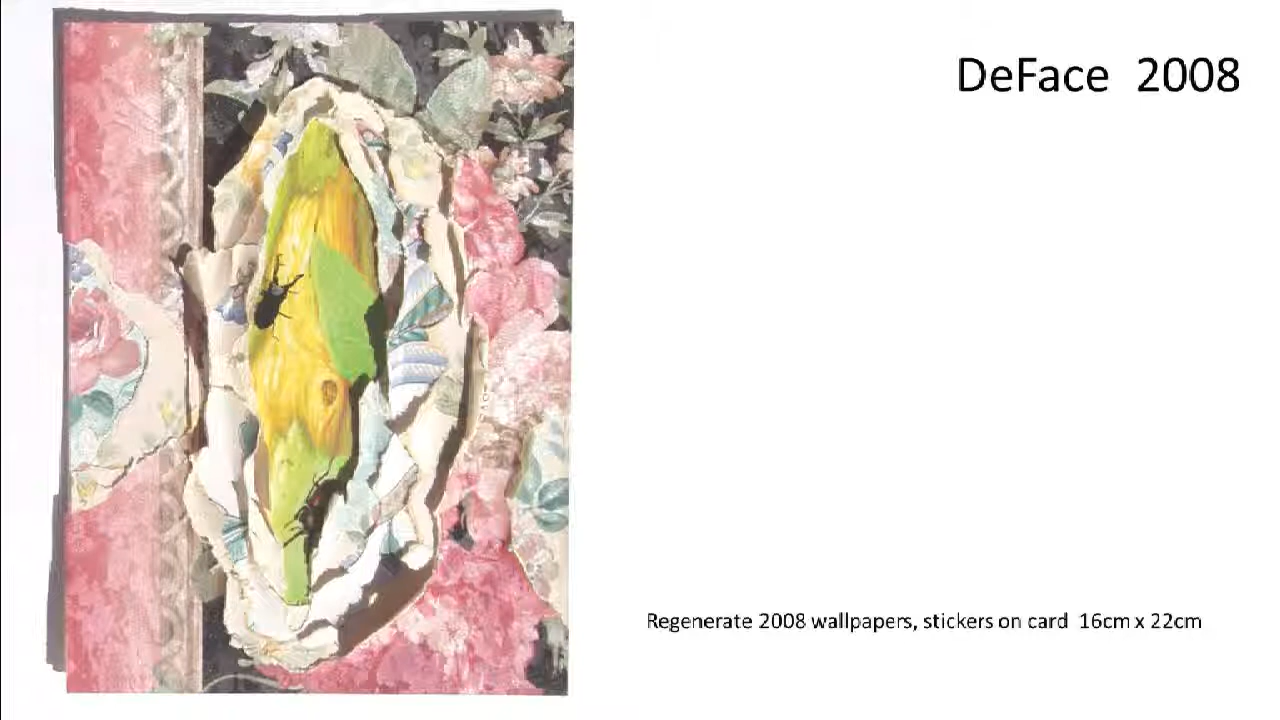 DeFace 2008
Regenerate 2008 wallpapers, stickers on card 16cm x 22cm